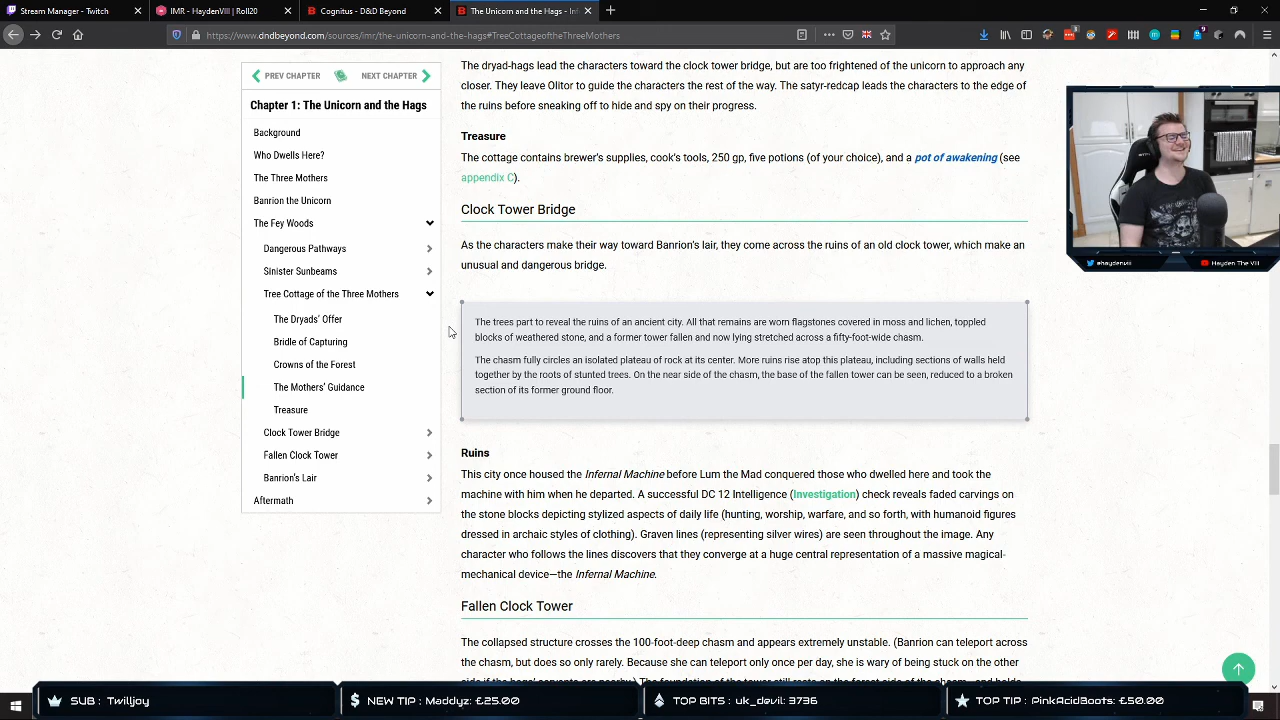 Stream Manager - Twitch
IMR - HaydenVIII | Roll20
Cognitus - D&D Beyond
The Unicorn and the Hags - Inf
https://www.dndbeyond.com/sources/imr/the-unicorn-and-the-hags#TreeCottageoftheThreeMothers
PREV CHAPTER
NEXT CHAPTER
Chapter 1: The Unicorn and the Hags
Background
Who Dwells Here?
The Three Mothers
Banrion the Unicorn
The Fey Woods
Dangerous Pathways
Sinister Sunbeams
Tree Cottage of the Three Mothers
The Dryads' Offer
Bridle of Capturing
Crowns of the Forest
The Mothers' Guidance
Treasure
Clock Tower Bridge
Fallen Clock Tower
Banrion's Lair
Aftermath
The dryad-hags lead the characters toward the clock tower bridge, but are too frightened of the unicorn to approach any
closer. They leave Olitor to guide the characters the rest of the way. The satyr-redcap leads the characters to the edge of
the ruins before sneaking off to hide and spy on their progress.
Treasure
The cottage contains brewer's supplies, cook's tools, 250 gp, five potions (of your choice), and a pot of awakening (see
appendix C).
Clock Tower Bridge
As the characters make their way toward Banrion's lair, they come across the ruins of an old clock tower, which make an
unusual and dangerous bridge.
The trees part to reveal the ruins of an ancient city. All that remains are worn flagstones covered in moss and lichen, toppled
blocks of weathered stone, and a former tower fallen and now lying stretched across a fifty-foot-wide chasm.
The chasm fully circles an isolated plateau of rock at its center. More ruins rise atop this plateau, including sections of walls held
together by the roots of stunted trees. On the near side of the chasm, the base of the fallen tower can be seen, reduced to a broken
section of its former ground floor.
Ruins
This city once housed the Infernal Machine before Lum the Mad conquered those who dwelled here and took the
machine with him when he departed. A successful DC 12 Intelligence (Investigation) check reveals faded carvings on
the stone blocks depicting stylized aspects of daily life (hunting, worship, warfare, and so forth, with humanoid figures
dressed in archaic styles of clothing). Graven lines (representing silver wires) are seen throughout the image. Any
character who follows the lines discovers that they converge at a huge central representation of a massive magical-
mechanical device—the Infernal Machine.
Fallen Clock Tower
The collapsed structure crosses the 100-foot-deep chasm and appears extremely unstable. (Banrion can teleport across
the chasm, but does so only rarely. Because she can teleport only once per day, she is wary of being stuck on the other
@haydenviii
Hayden The VIII
SUB : Twilljoy
NEW TIP : Maddyz: £25.00
TOP BITS : uk_devil: 3736
TOP TIP : PinkAcidBoots: £50.00